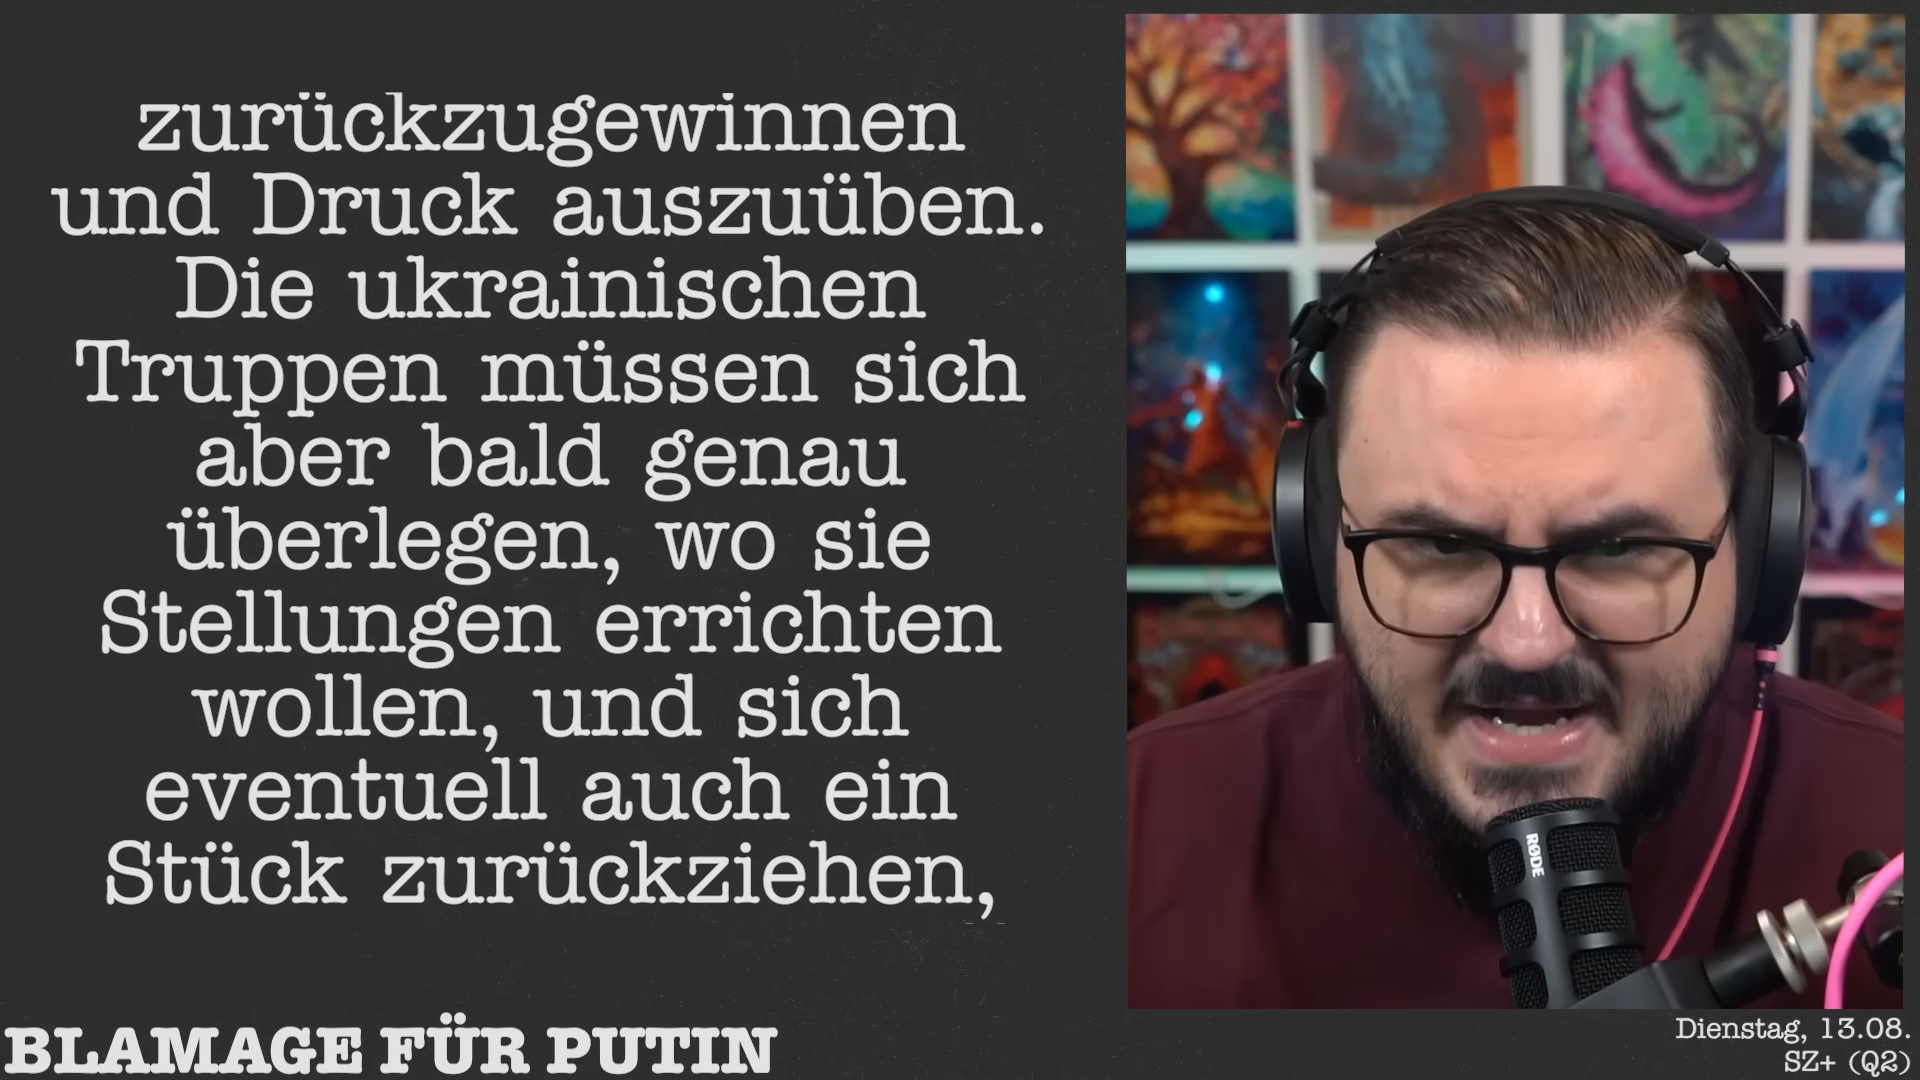 zurückzugewinnen
und Druck auszuüben.
Die ukrainischen
Truppen müssen sich
aber bald genau
überlegen, wo sie
Stellungen errichten
wollen, und sich
eventuell auch ein
Stück zurückziehen,
BLAMAGE FÜR PUTIN
RØDE
Dienstag, 13.08.
SZ+ (Q2)